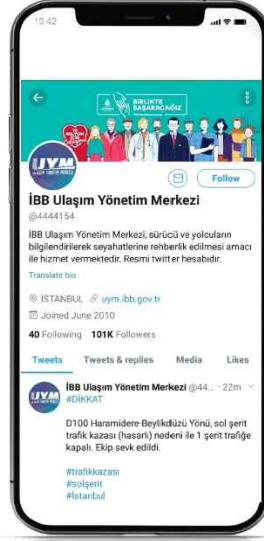 10.42
BİRLİKTE
BAŞARACAĞIZ
UYM
Follow
İBB Ulaşım Yönetim Merkezi
@4444154
İBB Ulaşım Yönetim Merkezi, sürücü ve yolcuların
bilgilendirilerek seyahatlerine rehberlik edilmesi amacı
ile hizmet vermektedir. Resmi twitter hesabıdır.
Translate bio
İSTANBUL uym.ibb.gov.tr
Joined June 2010
40 Following 101K Followers
Tweets Tweets & replies Media Likes
UYM
İBB Ulaşım Yönetim Merkezi @44... · 22m
#DİKKAT
D100 Haramidere-Beylikdüzü Yönü, sol şerit
trafik kazası (hasarlı) nedeni ile 1 şerit trafiğe
kapalı. Ekip sevk edildi.
#trafikkazası
#solşerit
#İstanbul